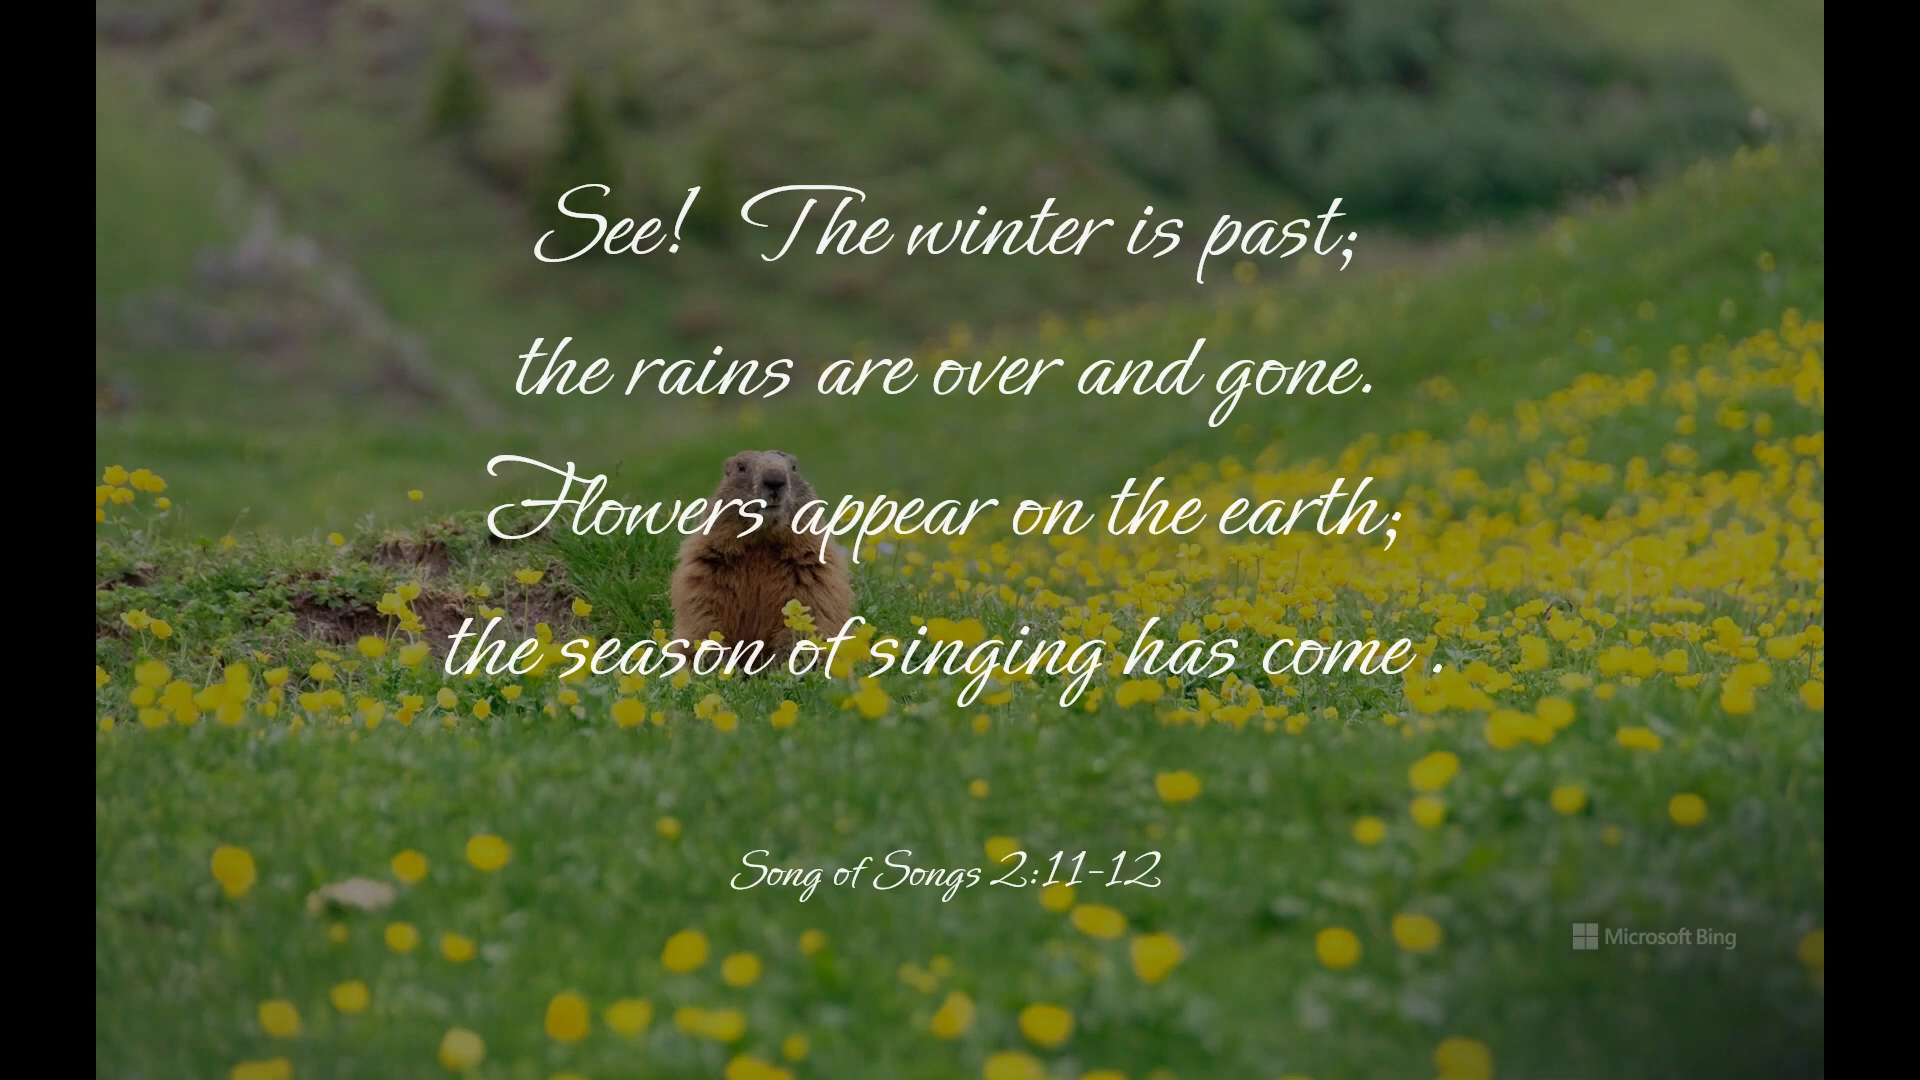 See! The winter is past;
the rains are over and gone.
Flowers appear on the earth;
the season of singing has come .
Song of Songs 2:11-12
Microsoft Bing